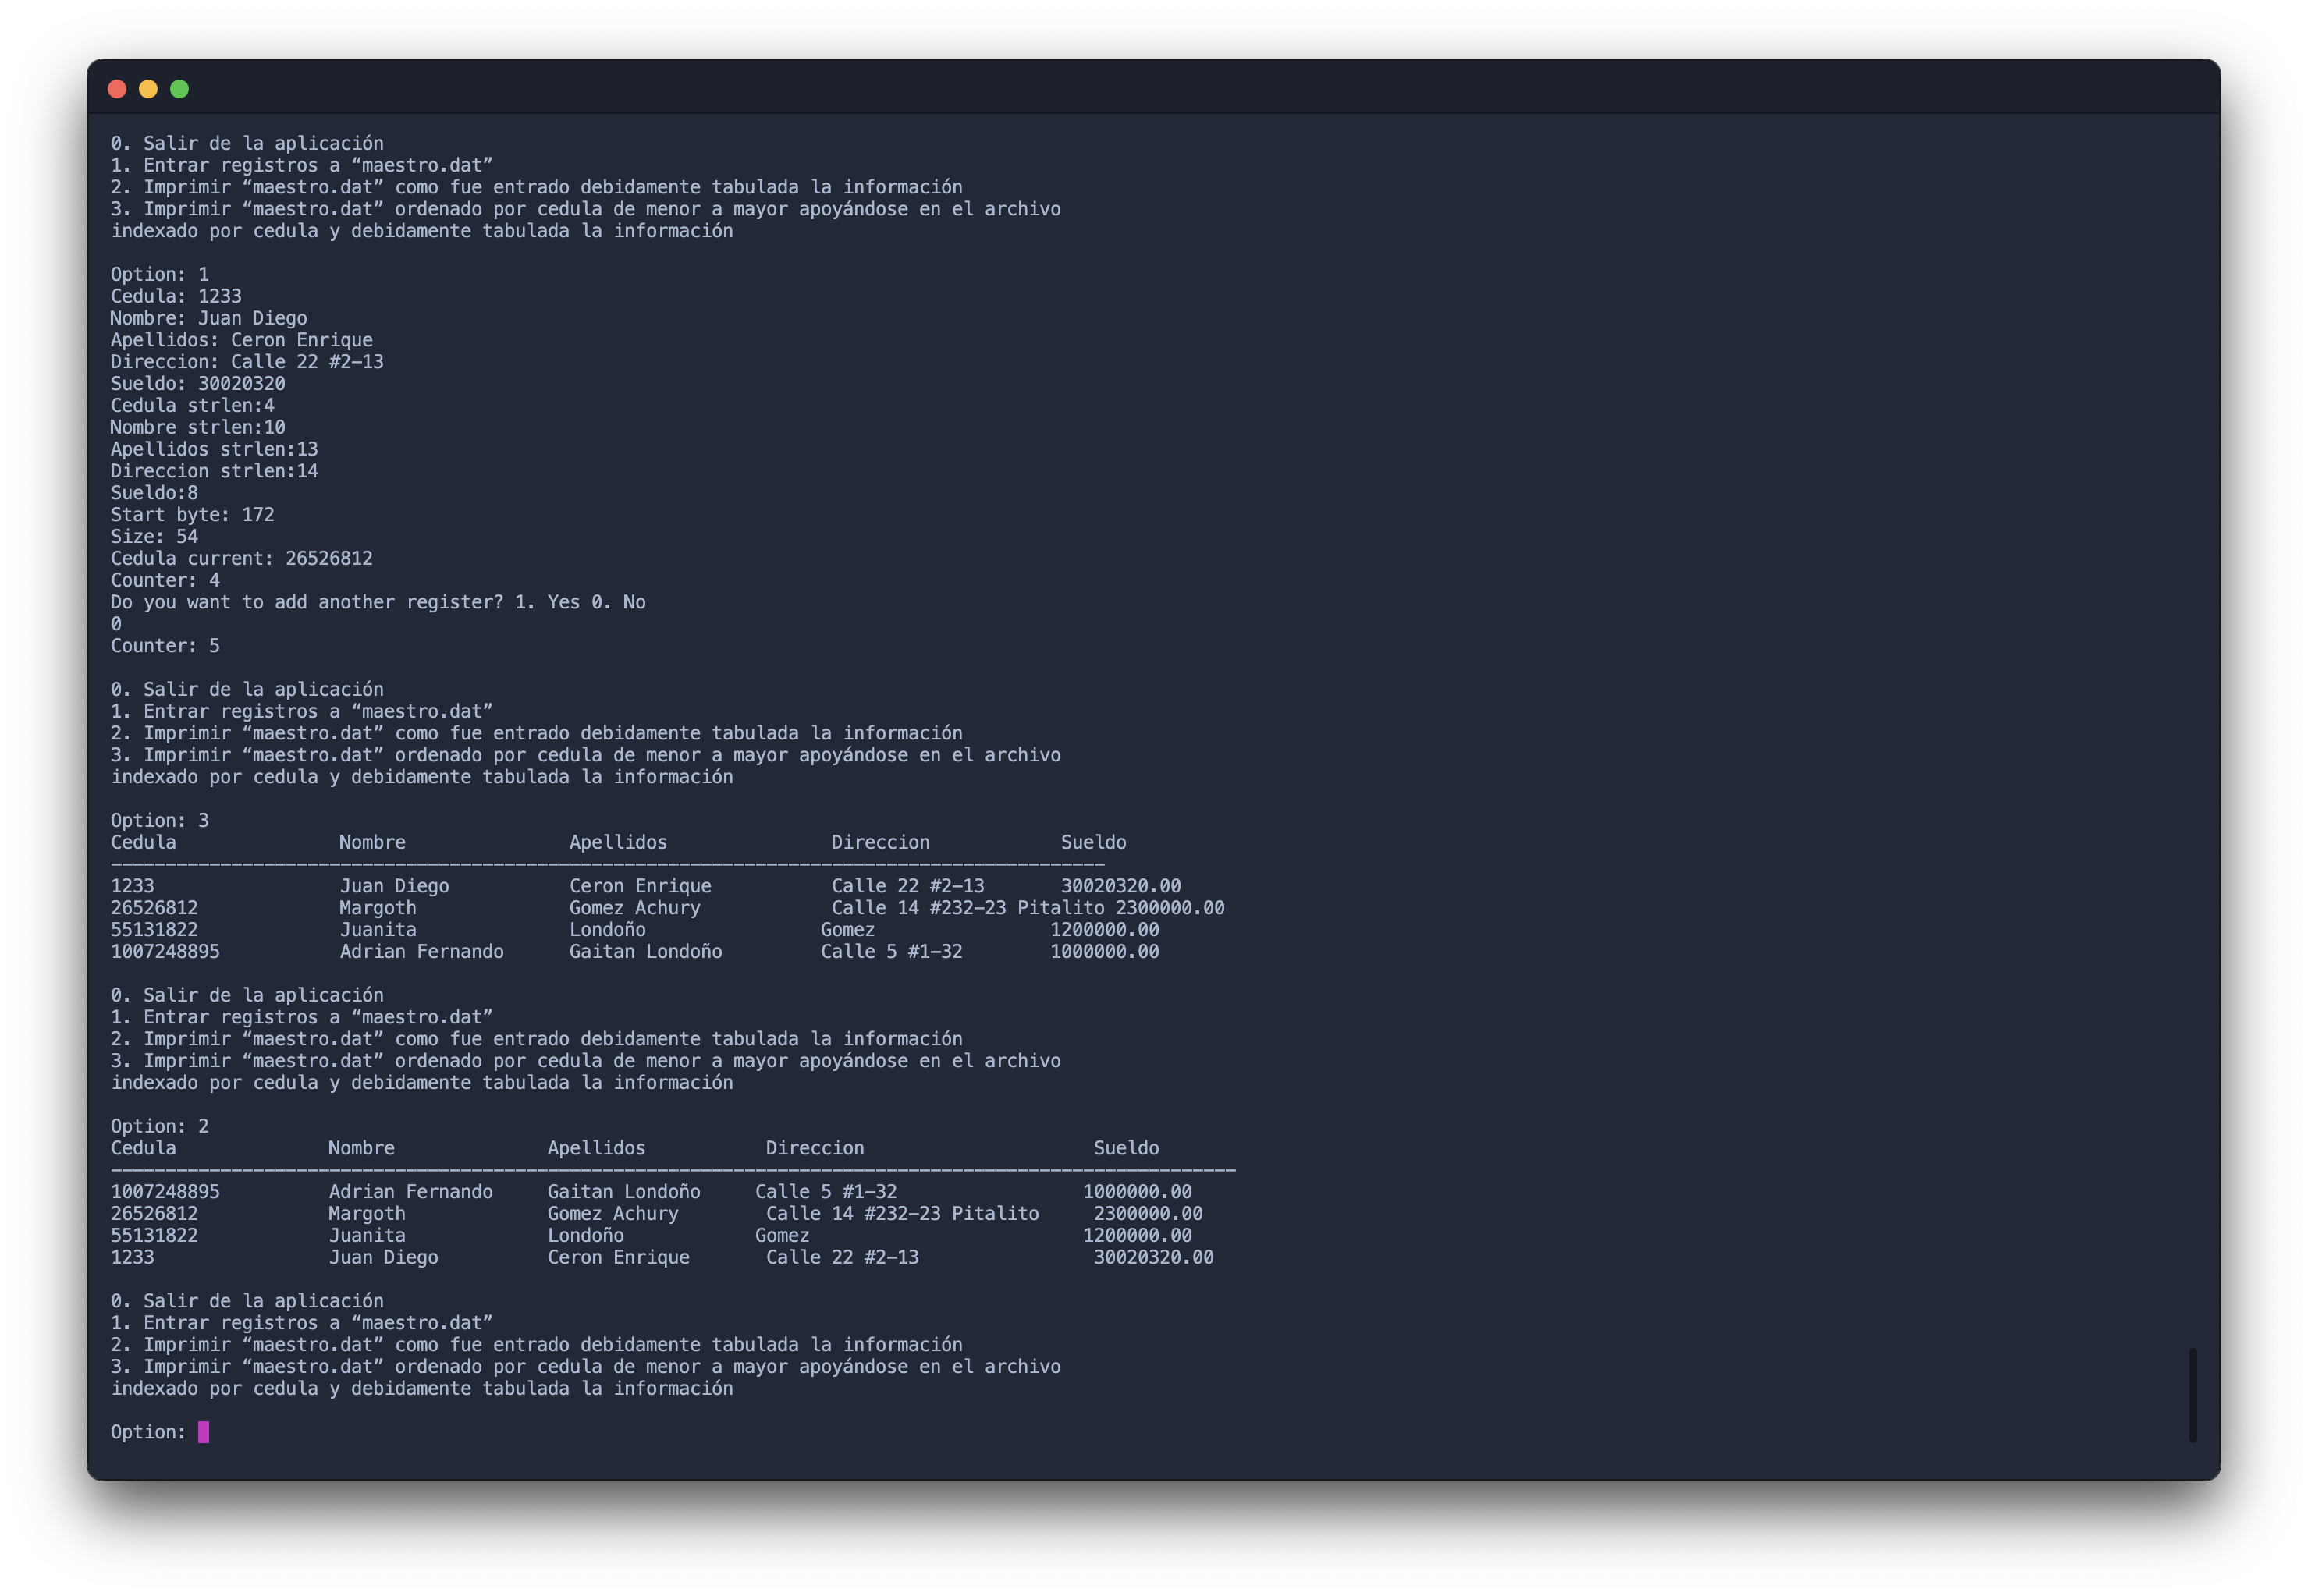 0. Salir de la aplicación
1. Entrar registros a “maestro.dat”
2. Imprimir “maestro.dat” como fue entrado debidamente tabulada la información
3. Imprimir “maestro.dat” ordenado por cedula de menor a mayor apoyándose en el archivo
indexado por cedula y debidamente tabulada la información
Option: 1
Cedula: 1233
Nombre: Juan Diego
Apellidos: Ceron Enrique
Direccion: Calle 22 #2-13
Sueldo: 30020320
Cedula strlen:4
Nombre strlen:10
Apellidos strlen:13
Direccion strlen:14
Sueldo:8
Start byte: 172
Size: 54
Cedula current: 26526812
Counter: 4
Do you want to add another register? 1. Yes 0. No
0
Counter: 5
0. Salir de la aplicación
1. Entrar registros a “maestro.dat”
2. Imprimir “maestro.dat” como fue entrado debidamente tabulada la información
3. Imprimir “maestro.dat” ordenado por cedula de menor a mayor apoyándose en el archivo
indexado por cedula y debidamente tabulada la información
Option: 3
Cedula Nombre Apellidos Direccion Sueldo
-------------------------------------------------------------------------------------------
1233 Juan Diego Ceron Enrique Calle 22 #2-13 30020320.00
26526812 Margoth Gomez Achury Calle 14 #232-23 Pitalito 2300000.00
55131822 Juanita Londoño Gomez 1200000.00
1007248895 Adrian Fernando Gaitan Londoño Calle 5 #1-32 1000000.00
0. Salir de la aplicación
1. Entrar registros a “maestro.dat”
2. Imprimir “maestro.dat” como fue entrado debidamente tabulada la información
3. Imprimir “maestro.dat” ordenado por cedula de menor a mayor apoyándose en el archivo
indexado por cedula y debidamente tabulada la información
Option: 2
Cedula Nombre Apellidos Direccion Sueldo
-------------------------------------------------------------------------------------------------------
1007248895 Adrian Fernando Gaitan Londoño Calle 5 #1-32 1000000.00
26526812 Margoth Gomez Achury Calle 14 #232-23 Pitalito 2300000.00
55131822 Juanita Londoño Gomez 1200000.00
1233 Juan Diego Ceron Enrique Calle 22 #2-13 30020320.00
0. Salir de la aplicación
1. Entrar registros a “maestro.dat”
2. Imprimir “maestro.dat” como fue entrado debidamente tabulada la información
3. Imprimir “maestro.dat” ordenado por cedula de menor a mayor apoyándose en el archivo
indexado por cedula y debidamente tabulada la información
Option: